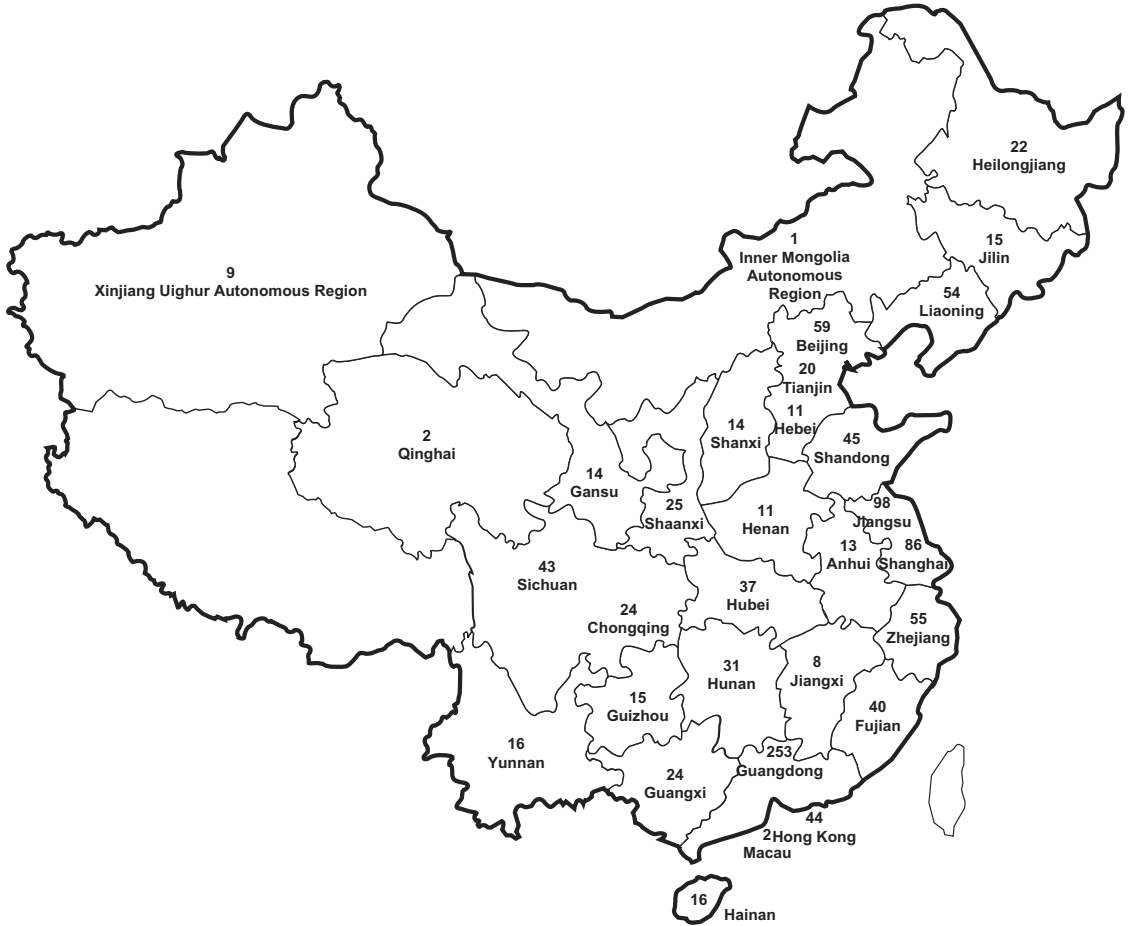 22
Heilongjiang
1
Inner Mongolia
Autonomous
Region
15
Jilin
9
Xinjiang Uighur Autonomous Region
54
Liaoning
59
Beijing
20
Tianjin
11
Hebei
14
Shanxi
45
Shandong
2
Qinghai
14
Gansu
25
Shaanxi
11
Henan
98
Jiangsu
13
Anhui
86
Shanghai
43
Sichuan
37
Hubei
24
Chongqing
55
Zhejiang
31
Hunan
8
Jiangxi
15
Guizhou
40
Fujian
16
Yunnan
24
Guangxi
253
Guangdong
44
Hong Kong
2
Macau
16
Hainan